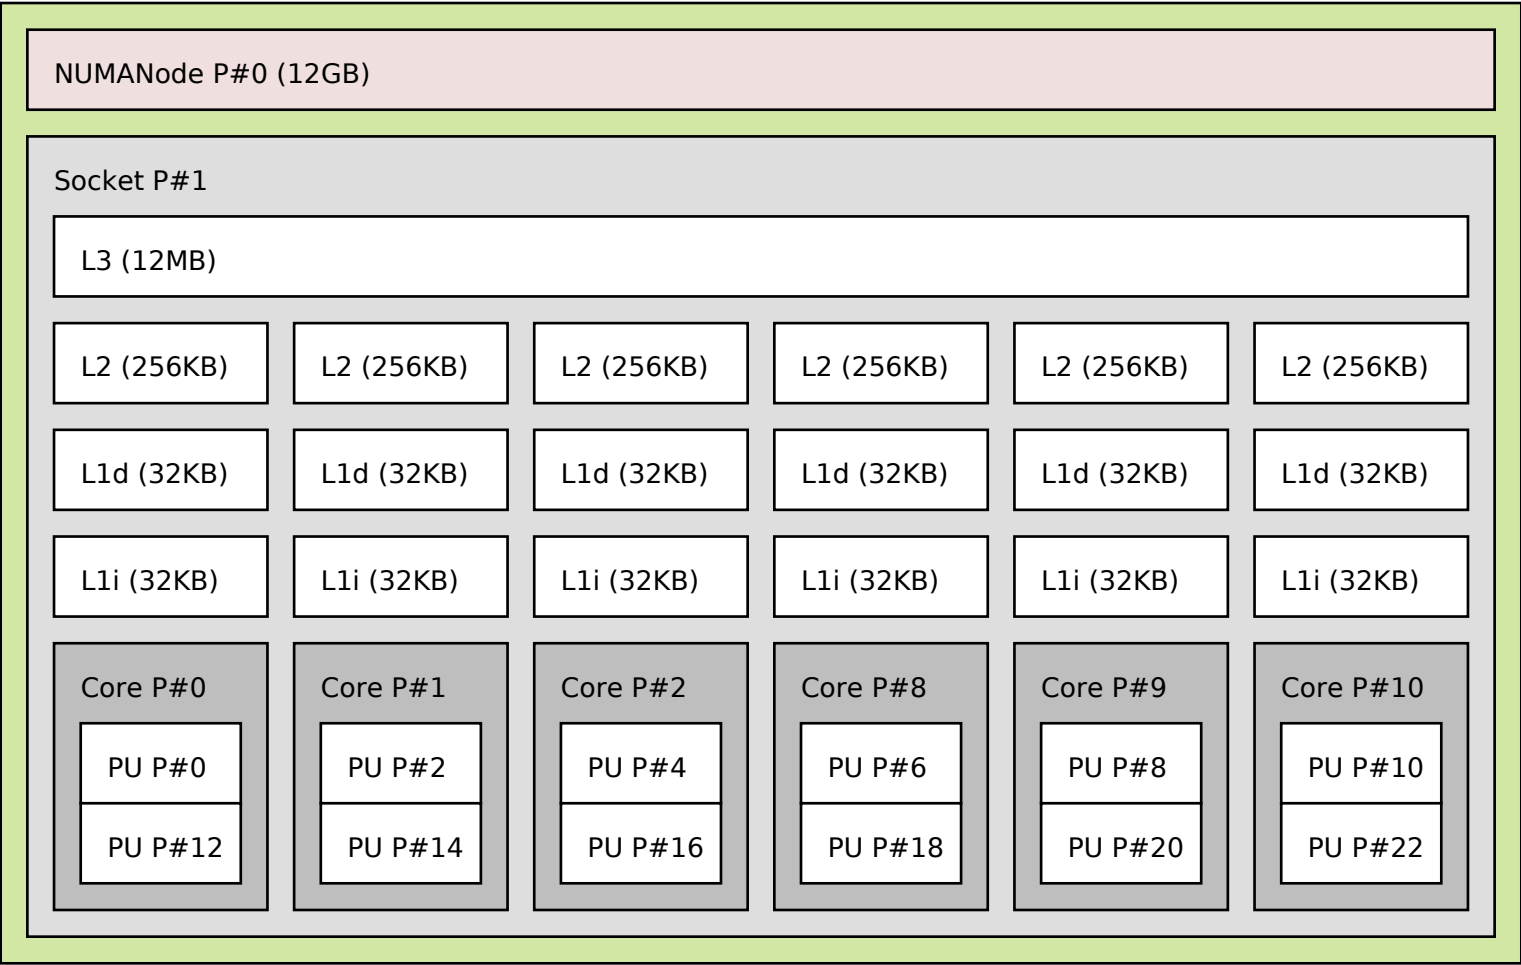 NUMANode P#0 (12GB)
Socket P#1
L3 (12MB)
L2 (256KB) L2 (256KB) L2 (256KB) L2 (256KB) L2 (256KB) L2 (256KB)
L1d (32KB) L1d (32KB) L1d (32KB) L1d (32KB) L1d (32KB) L1d (32KB)
L1i (32KB) L1i (32KB) L1i (32KB) L1i (32KB) L1i (32KB) L1i (32KB)
Core P#0 Core P#1 Core P#2 Core P#8 Core P#9 Core P#10
PU P#0 PU P#2 PU P#4 PU P#6 PU P#8 PU P#10
PU P#12 PU P#14 PU P#16 PU P#18 PU P#20 PU P#22